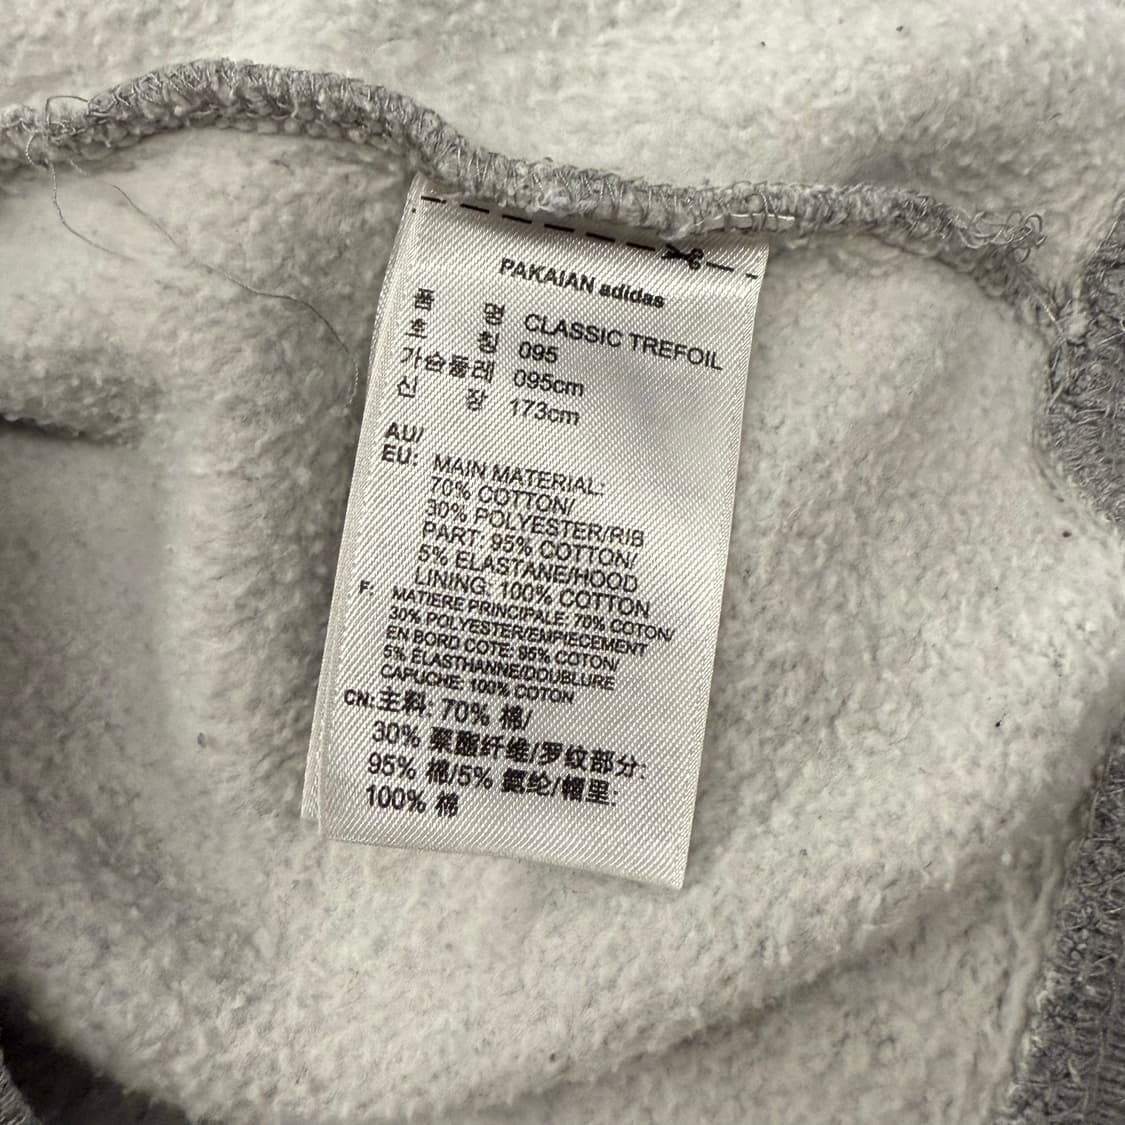 PAKAIAN adidas
품 명 CLASSIC TREFOIL
호 칭 095
가슴둘레 095cm
신 장 173cm
AU/
EU: MAIN MATERIAL:
70% COTTON/
30% POLYESTER/RIB
PART: 95% COTTON/
5% ELASTANE/HOOD
LINING: 100% COTTON
F: MATIERE PRINCIPALE: 70% COTON/
30% POLYESTER/EMPIECEMENT
EN BORD COTE: 95% COTON/
5% ELASTHANNE/DOUBLURE
CAPUCHE: 100% COTON
CN:主料: 70% 棉/
30% 聚酯纤维/罗纹部分:
95% 棉/5% 氨纶/帽里:
100% 棉